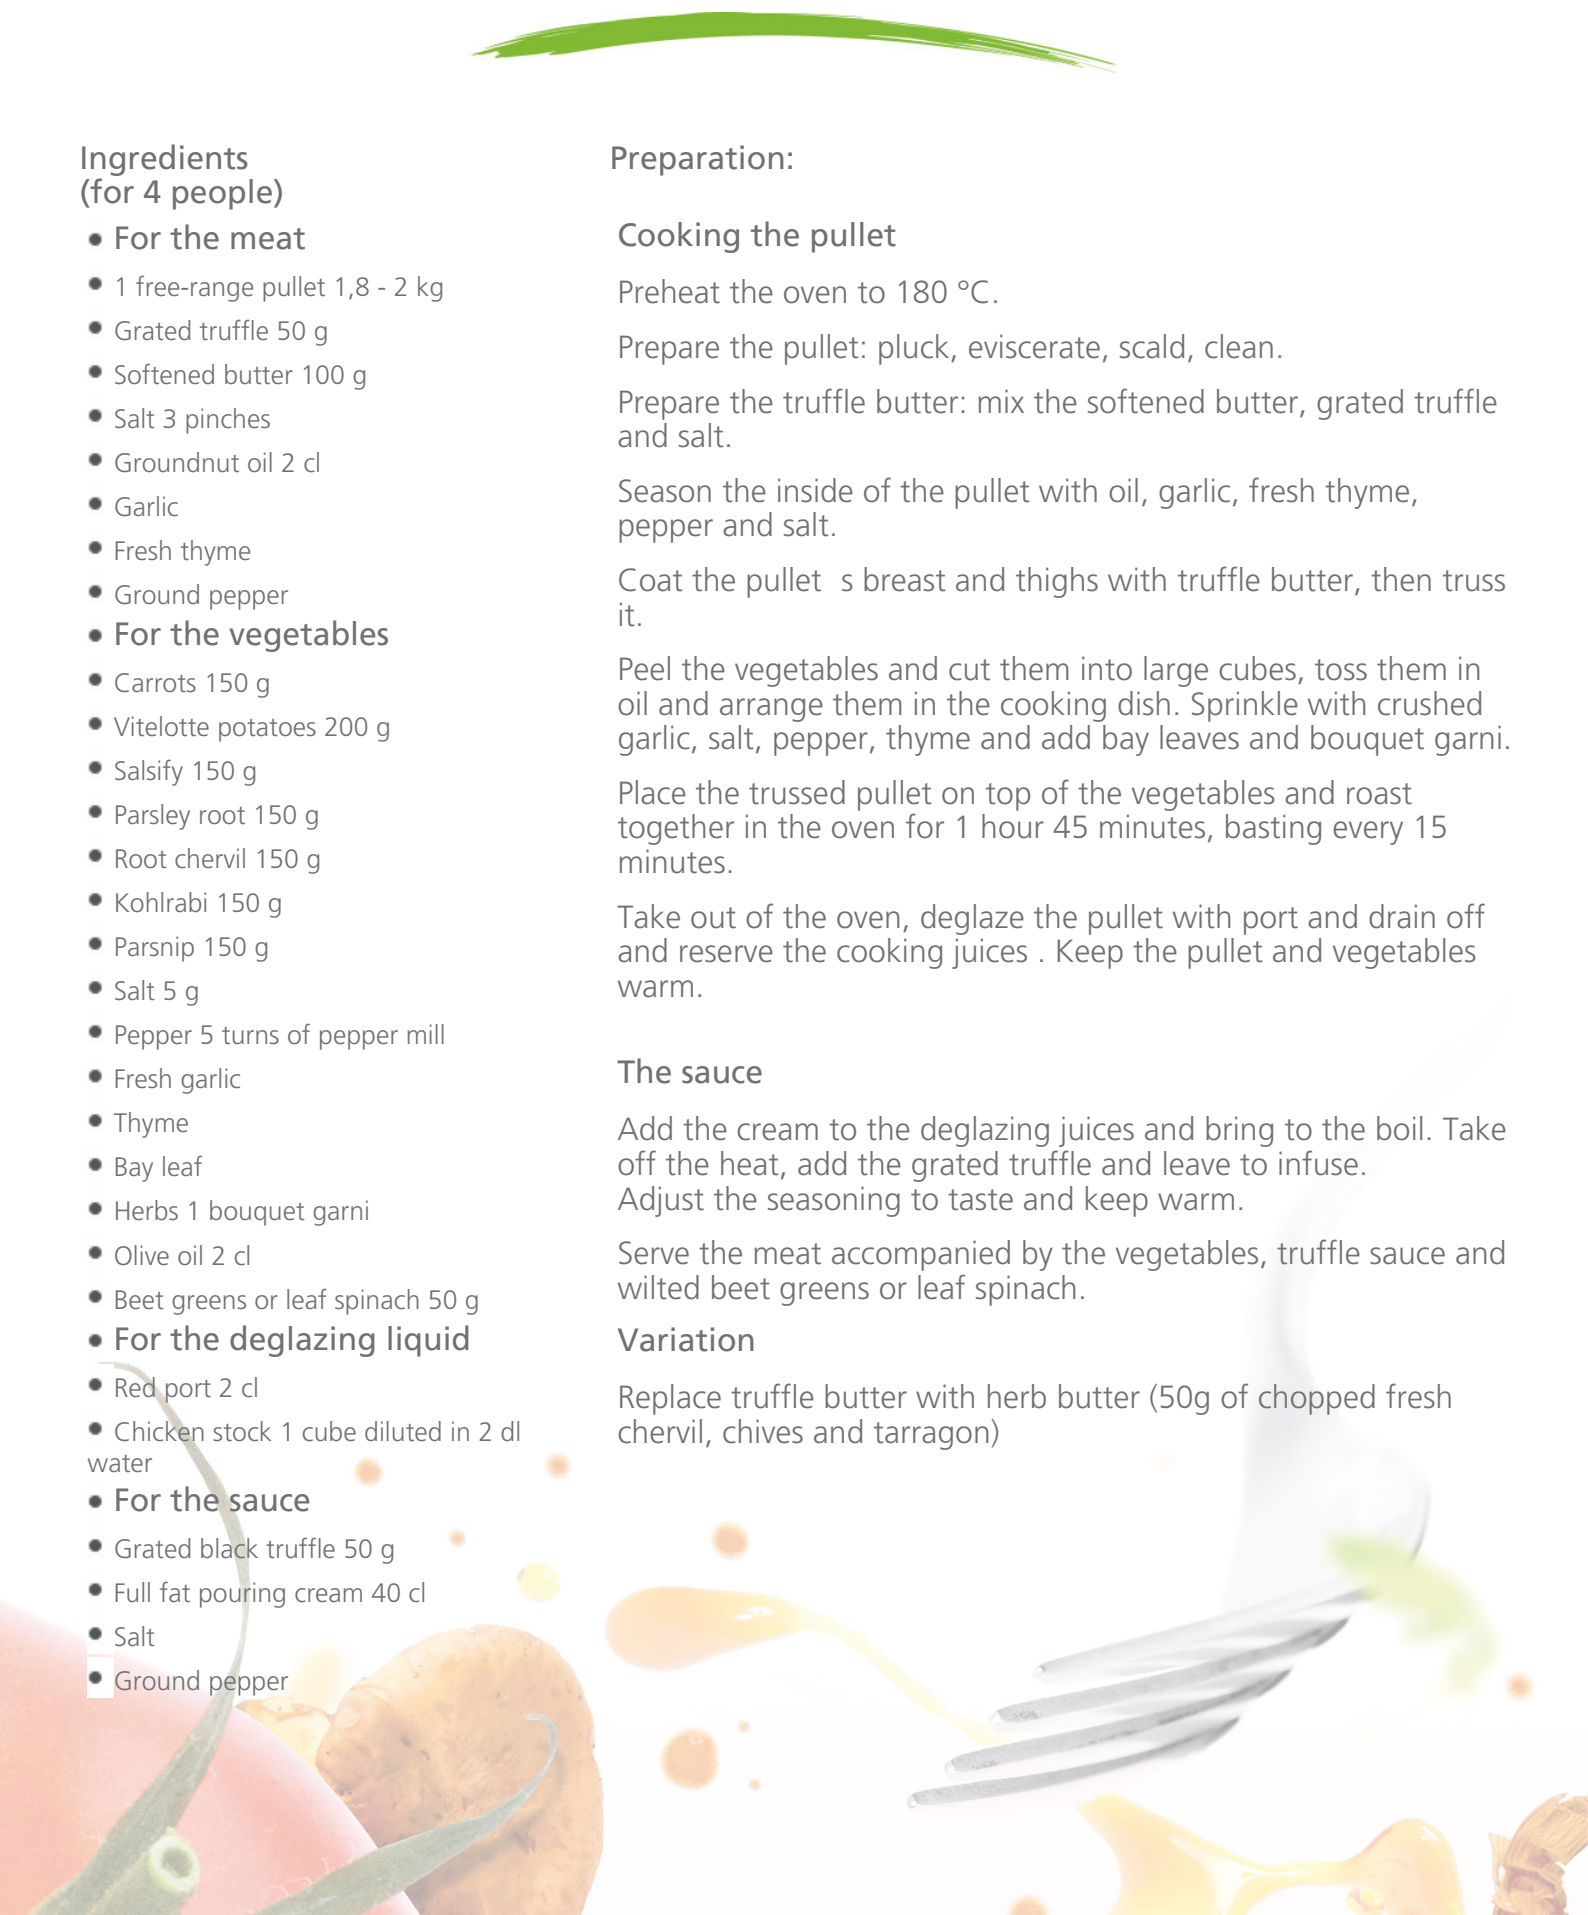 Ingredients
(for 4 people)
• For the meat
• 1 free-range pullet 1,8 - 2 kg
• Grated truffle 50 g
• Softened butter 100 g
• Salt 3 pinches
• Groundnut oil 2 cl
• Garlic
• Fresh thyme
• Ground pepper
• For the vegetables
• Carrots 150 g
• Vitelotte potatoes 200 g
• Salsify 150 g
• Parsley root 150 g
• Root chervil 150 g
• Kohlrabi 150 g
• Parsnip 150 g
• Salt 5 g
• Pepper 5 turns of pepper mill
• Fresh garlic
• Thyme
• Bay leaf
• Herbs 1 bouquet garni
• Olive oil 2 cl
• Beet greens or leaf spinach 50 g
• For the deglazing liquid
• Red port 2 cl
• Chicken stock 1 cube diluted in 2 dl
water
• For the sauce
• Grated black truffle 50 g
• Full fat pouring cream 40 cl
• Salt
• Ground pepper
Preparation:
Cooking the pullet
Preheat the oven to 180 °C.
Prepare the pullet: pluck, eviscerate, scald, clean.
Prepare the truffle butter: mix the softened butter, grated truffle
and salt.
Season the inside of the pullet with oil, garlic, fresh thyme,
pepper and salt.
Coat the pullet s breast and thighs with truffle butter, then truss
it.
Peel the vegetables and cut them into large cubes, toss them in
oil and arrange them in the cooking dish. Sprinkle with crushed
garlic, salt, pepper, thyme and add bay leaves and bouquet garni.
Place the trussed pullet on top of the vegetables and roast
together in the oven for 1 hour 45 minutes, basting every 15
minutes.
Take out of the oven, deglaze the pullet with port and drain off
and reserve the cooking juices . Keep the pullet and vegetables
warm.
The sauce
Add the cream to the deglazing juices and bring to the boil. Take
off the heat, add the grated truffle and leave to infuse.
Adjust the seasoning to taste and keep warm.
Serve the meat accompanied by the vegetables, truffle sauce and
wilted beet greens or leaf spinach.
Variation
Replace truffle butter with herb butter (50g of chopped fresh
chervil, chives and tarragon)